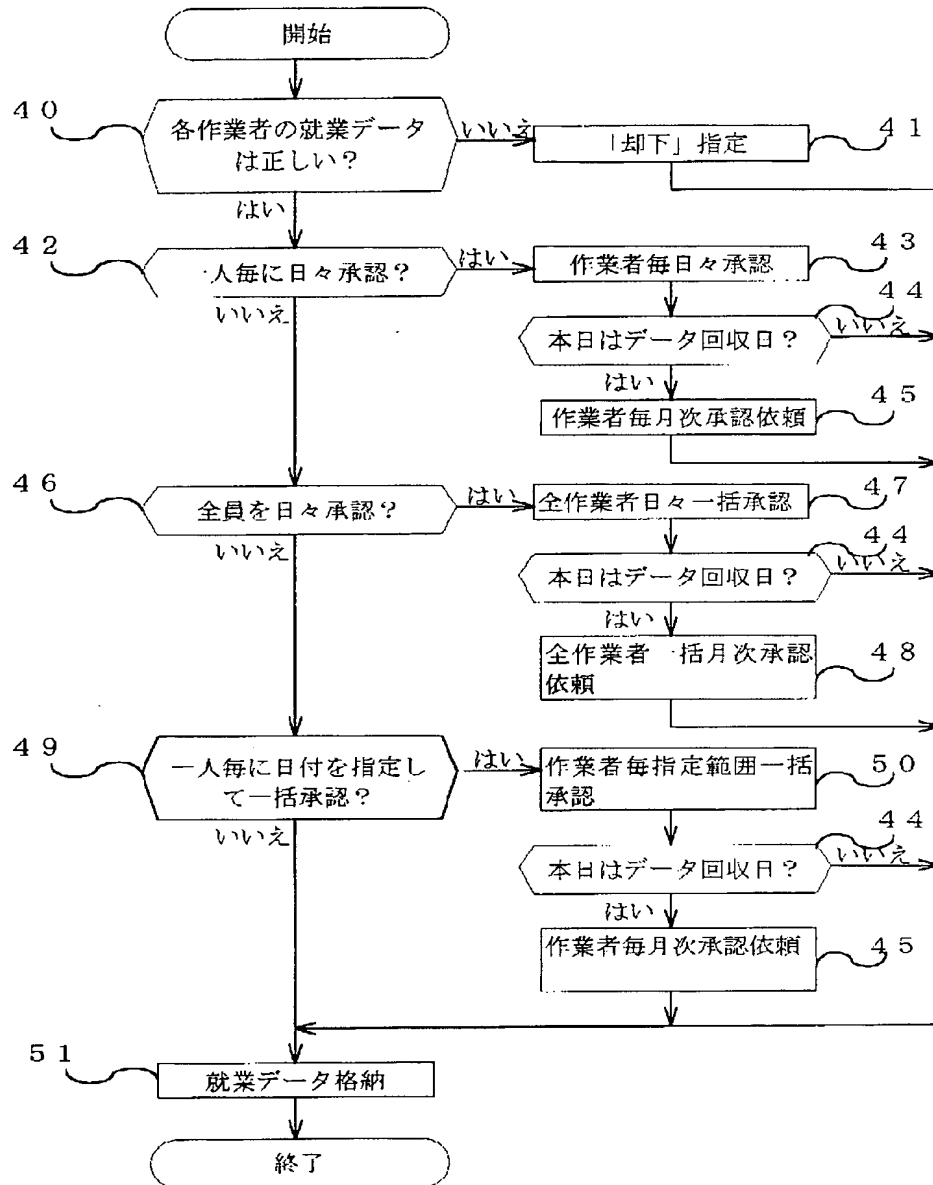 開始
４０
各作業者の就業データ
は正しい？
いいえ
「却下」指定
４１
はい
４２
一人毎に日々承認？
はい
作業者毎日々承認
４３
いいえ
４４
本日はデータ回収日？
いいえ
はい
作業者毎月次承認依頼
４５
４６
全員を日々承認？
はい
全作業者日々一括承認
４７
いいえ
４４
本日はデータ回収日？
いいえ
はい
全作業者一括月次承認
依頼
４８
４９
一人毎に日付を指定し
て一括承認？
はい
作業者毎指定範囲一括
承認
５０
いいえ
４４
本日はデータ回収日？
いいえ
はい
作業者毎月次承認依頼
４５
５１
就業データ格納
終了